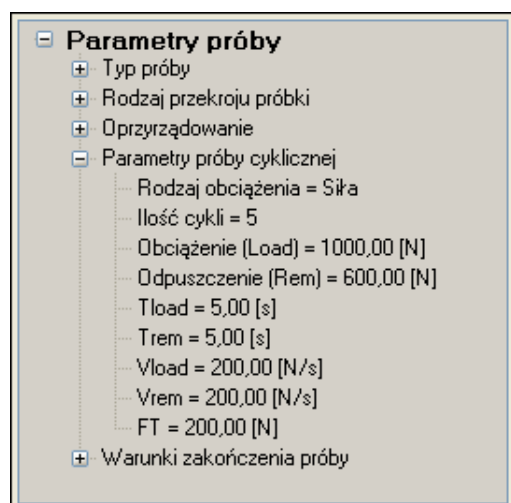 Parametry próby
Typ próby
Rodzaj przekroju próbki
Oprzyrządowanie
Parametry próby cyklicznej
Rodzaj obciążenia = Siła
Ilość cykli = 5
Obciążenie (Load) = 1000,00 [N]
Odpuszczenie (Rem) = 600,00 [N]
Tload = 5,00 [s]
Trem = 5,00 [s]
Vload = 200,00 [N/s]
Vrem = 200,00 [N/s]
FT = 200,00 [N]
Warunki zakończenia próby